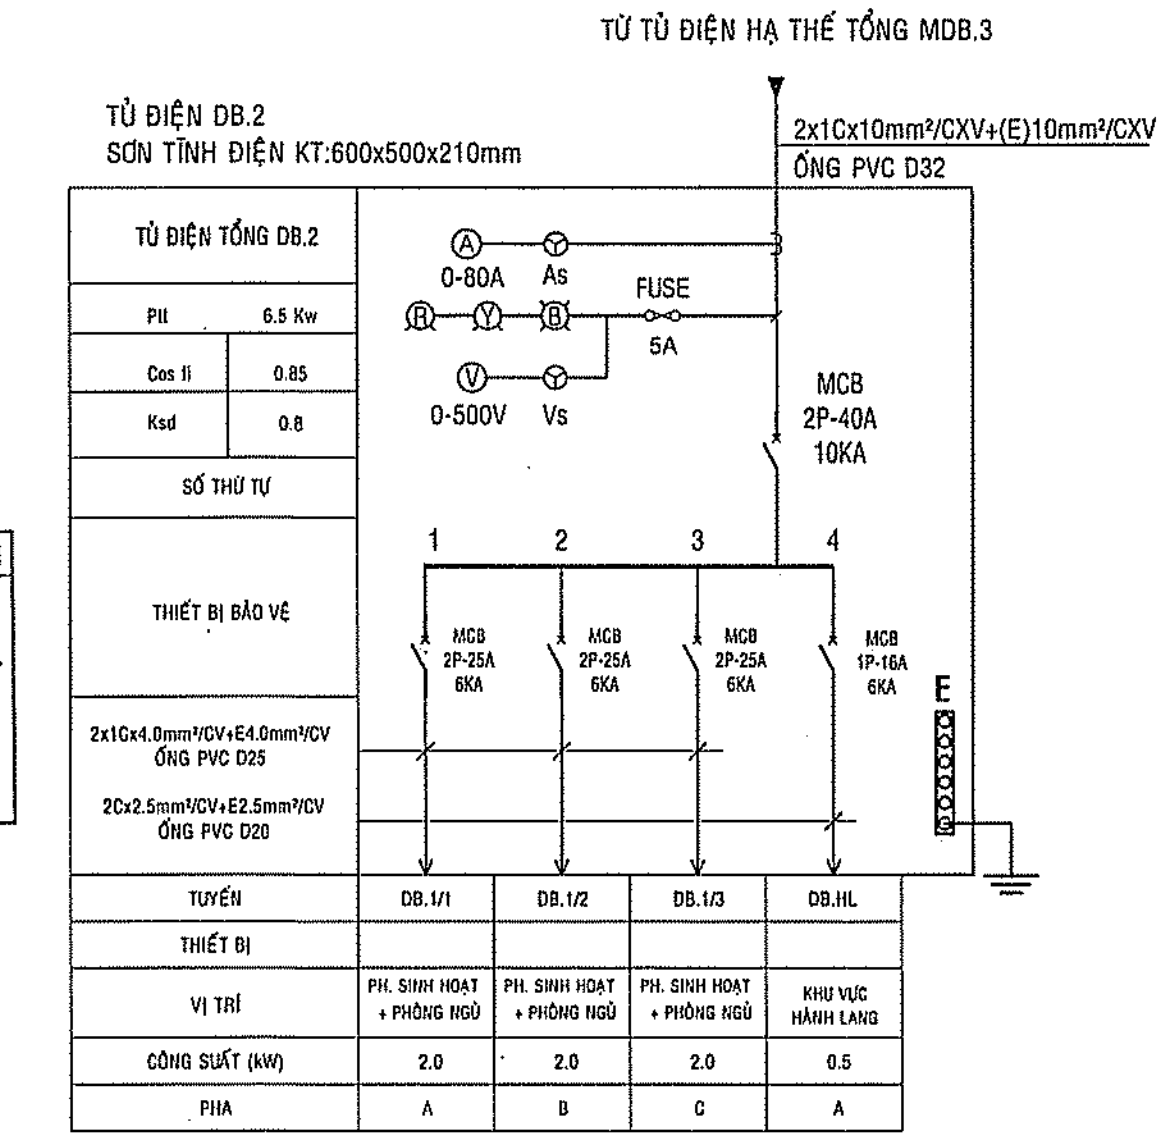 TỪ TỦ ĐIỆN HẠ THẾ TỔNG MDB.3
TỦ ĐIỆN DB.2
SƠN TĨNH ĐIỆN KT:600x500x210mm
2x1Cx10mm²/CXV+(E)10mm²/CXV
ỐNG PVC D32
TỦ ĐIỆN TỔNG DB.2
Ptt 6.5 Kw
Cos fi 0.85
Ksd 0.8
SỐ THỨ TỰ
THIẾT BỊ BẢO VỆ
2x1Cx4.0mm²/CV+E4.0mm²/CV
ỐNG PVC D25
2Cx2.5mm²/CV+E2.5mm²/CV
ỐNG PVC D20
A
0-80A As
FUSE
R Y B
5A
V
0-500V Vs
MCB
2P-40A
10KA
1 2 3 4
MCB
2P-25A
6KA
MCB
2P-25A
6KA
MCB
2P-25A
6KA
MCB
1P-16A
6KA
E
TUYẾN DB.1/1 DB.1/2 DB.1/3 DB.HL
THIẾT BỊ
VỊ TRÍ
PH. SINH HOẠT
+ PHÒNG NGỦ
PH. SINH HOẠT
+ PHÒNG NGỦ
PH. SINH HOẠT
+ PHÒNG NGỦ
KHU VỰC
HÀNH LANG
CÔNG SUẤT (kW) 2.0 2.0 2.0 0.5
PHA A B C A